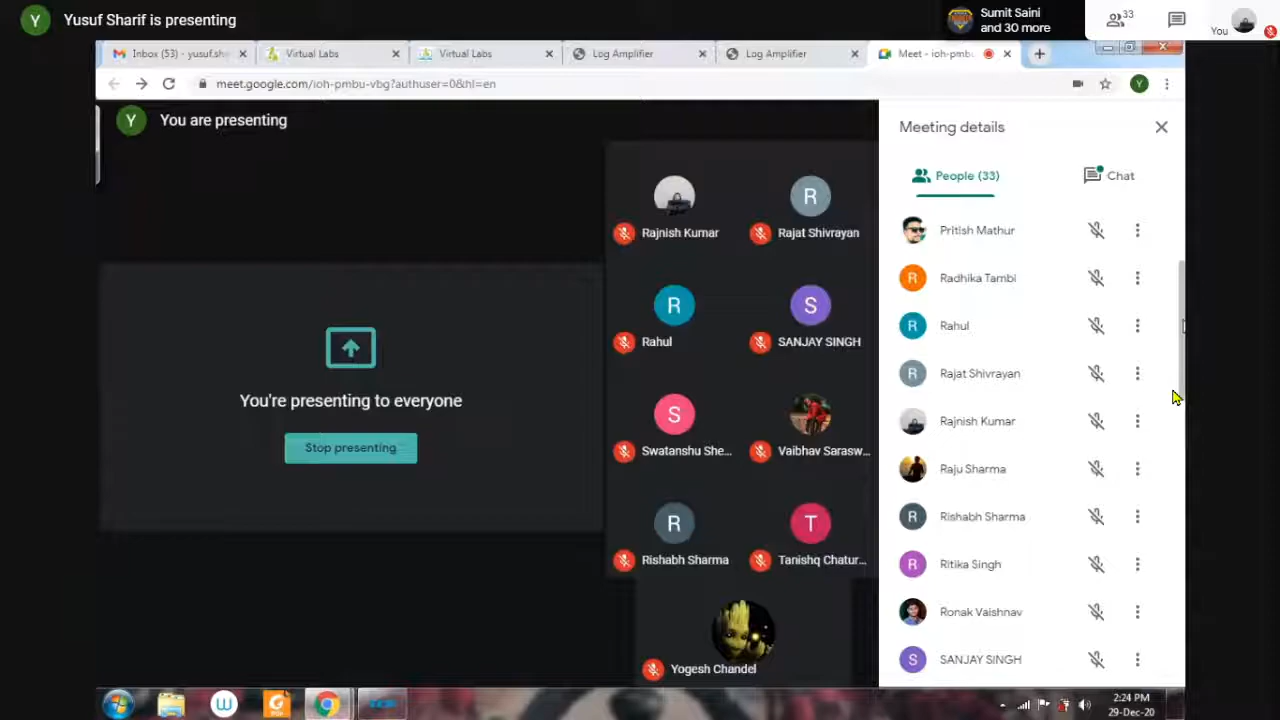 Y Yusuf Sharif is presenting
Sumit Saini
and 30 more
33
You
Inbox (53) - yusuf.sh
Virtual Labs
Virtual Labs
Log Amplifier
Log Amplifier
Meet - ioh-pmbu
meet.google.com/ioh-pmbu-vbg?authuser=0&hl=en
Y
Y You are presenting
Meeting details
People (33)
Chat
You're presenting to everyone
Stop presenting
Rajnish Kumar
R
Rajat Shivrayan
R
Rahul
S
SANJAY SINGH
S
Swatanshu She...
Vaibhav Sarasw...
R
Rishabh Sharma
T
Tanishq Chatur...
Yogesh Chandel
Pritish Mathur
R Radhika Tambi
R Rahul
R Rajat Shivrayan
Rajnish Kumar
Raju Sharma
R Rishabh Sharma
R Ritika Singh
Ronak Vaishnav
S SANJAY SINGH
W
2:24 PM
29-Dec-20